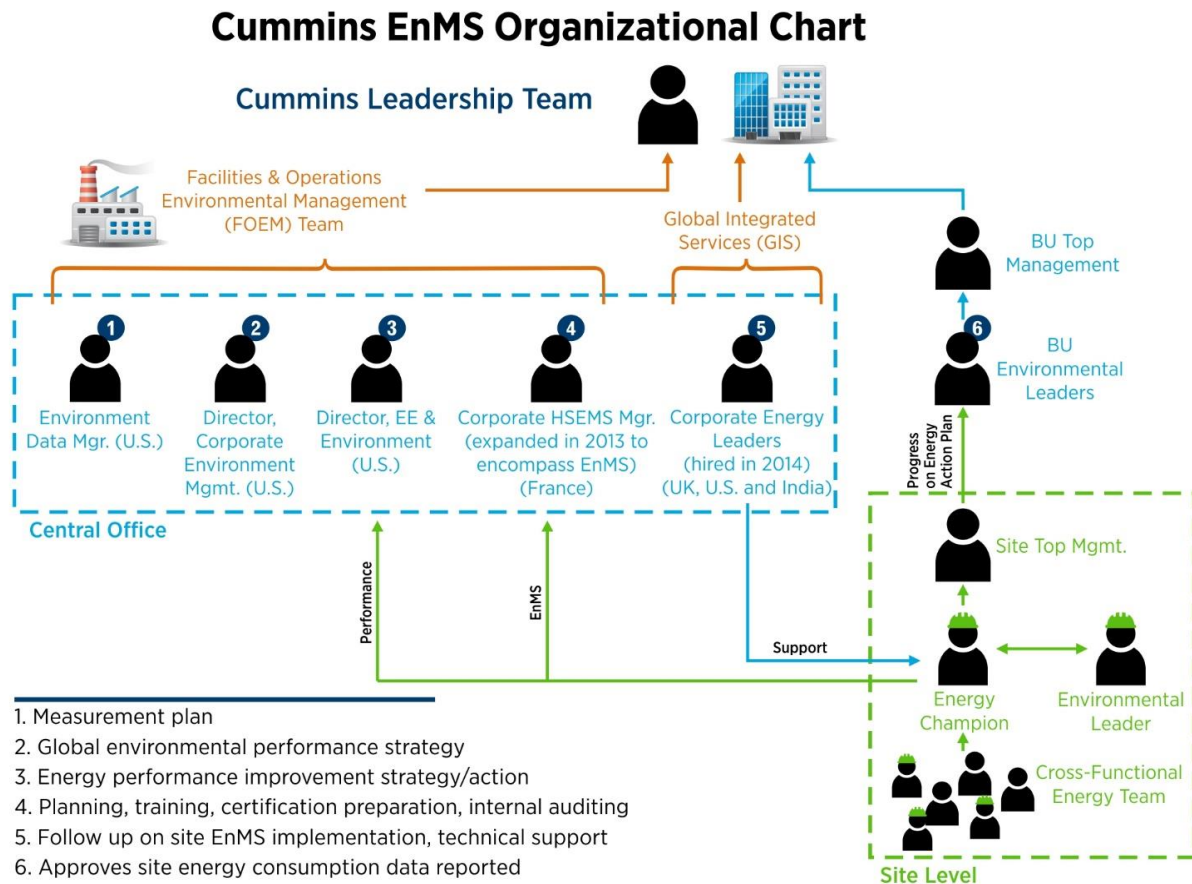 Cummins EnMS Organizational Chart
Cummins Leadership Team
Facilities & Operations
Environmental Management
(FOEM) Team
Global Integrated
Services (GIS)
BU Top
Management
1
2
3
4
5
6
Environment
Data Mgr. (U.S.)
Director,
Corporate
Environment
Mgmt. (U.S.)
Director, EE &
Environment
(U.S.)
Corporate HSEMS Mgr.
(expanded in 2013 to
encompass EnMS)
(France)
Corporate Energy
Leaders
(hired in 2014)
(UK, U.S. and India)
BU
Environmental
Leaders
Central Office
Progress
on Energy
Action Plan
Site Top Mgmt.
Performance
EnMS
Support
Energy
Champion
Environmental
Leader
Cross-Functional
Energy Team
Site Level
1. Measurement plan
2. Global environmental performance strategy
3. Energy performance improvement strategy/action
4. Planning, training, certification preparation, internal auditing
5. Follow up on site EnMS implementation, technical support
6. Approves site energy consumption data reported